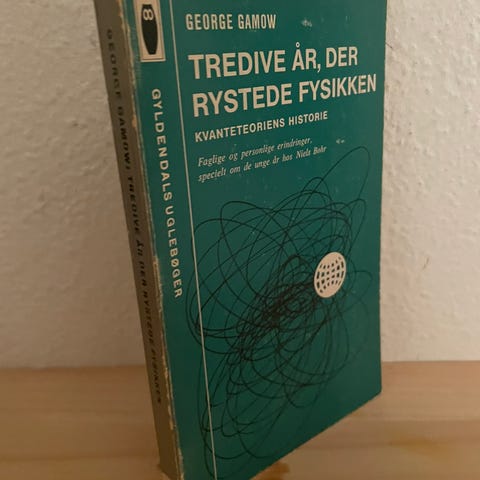 GEORGE GAMOW
TREDIVE ÅR, DER
RYSTEDE FYSIKKEN
KVANTETEORIENS HISTORIE
Faglige og personlige erindringer,
specielt om de unge år hos Niels Bohr
GYLDENDALS UGLEBØGER
GEORGE GAMOW: TREDIVE ÅR DER RYSTEDE FYSIKKEN